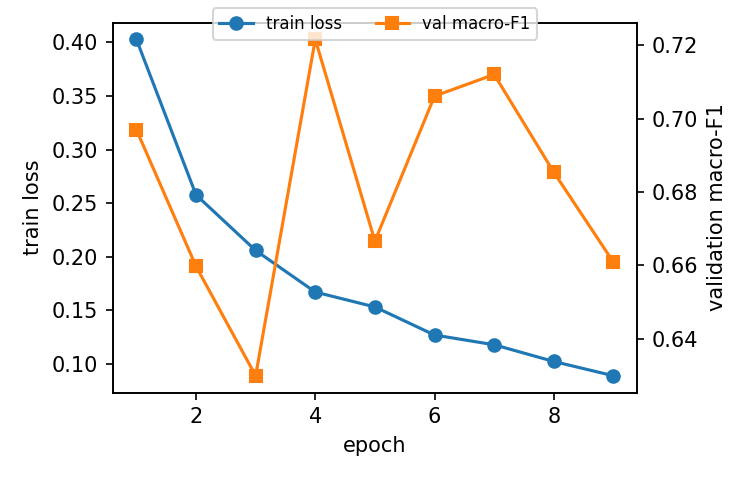 train loss val macro-F1
0.40
0.35
0.30
0.25
0.20
0.15
0.10
train loss
0.72
0.70
0.68
0.66
0.64
validation macro-F1
2 4 6 8
epoch